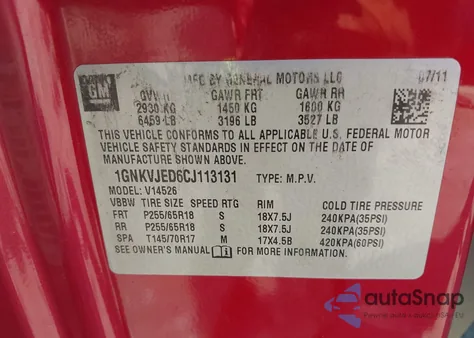 GM
MFD BY GENERAL MOTORS LLC 07/11
GVWR GAWR FRT GAWR RR
2930 KG 1450 KG 1600 KG
6459 LB 3196 LB 3527 LB
THIS VEHICLE CONFORMS TO ALL APPLICABLE U.S. FEDERAL MOTOR
VEHICLE SAFETY STANDARDS IN EFFECT ON THE DATE OF
MANUFACTURE SHOWN ABOVE.
1GNKVJED6CJ113131 TYPE: M.P.V.
MODEL: V14526
VBBW TIRE SIZE SPEED RTG RIM COLD TIRE PRESSURE
FRT P255/65R18 S 18X7.5J 240KPA(35PSI)
RR P255/65R18 S 18X7.5J 240KPA(35PSI)
SPA T145/70R17 M 17X4.5B 420KPA(60PSI)
SEE OWNER'S MANUAL FOR MORE INFORMATION.
autoSnap